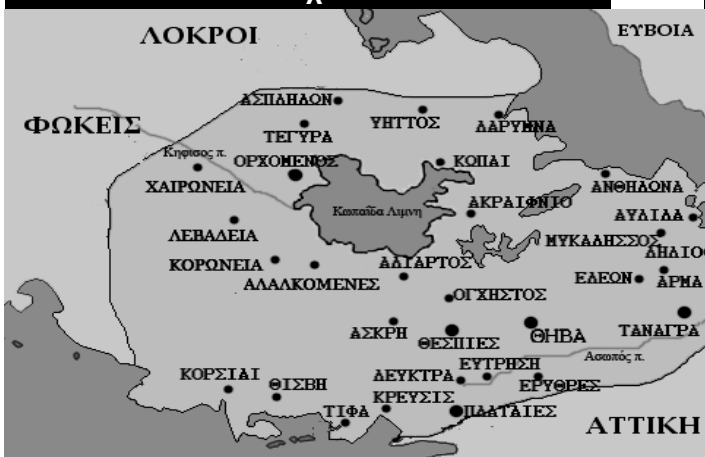 ΛΟΚΡΟΙ
ΕΥΒΟΙΑ
ΑΣΠΛΗΔΩΝ
ΥΗΤΤΟΣ
ΛΑΡΥΜΝΑ
ΦΩΚΕΙΣ
ΤΕΓΥΡΑ
Κηφισος π.
ΟΡΧΟΜΕΝΟΣ
ΚΩΠΑΙ
ΧΑΙΡΩΝΕΙΑ
ΑΝΘΗΔΩΝΑ
ΑΚΡΑΙΦΝΙΟ
Κωπαΐδα Λιμνη
ΑΥΛΙΔΑ
ΛΕΒΑΔΕΙΑ
ΜΥΚΑΛΗΣΣΟΣ
ΔΗΛΙΟ
ΚΟΡΩΝΕΙΑ
ΑΛΙΑΡΤΟΣ
ΑΛΑΛΚΟΜΕΝΕΣ
ΕΛΕΩΝ
ΑΡΜΑ
ΟΓΧΗΣΤΟΣ
ΑΣΚΡΗ
ΘΕΣΠΙΕΣ
ΘΗΒΑ
ΤΑΝΑΓΡΑ
Ασωπός π.
ΕΥΤΡΗΣΗ
ΚΟΡΣΙΑΙ
ΘΙΣΒΗ
ΛΕΥΚΤΡΑ
ΕΡΥΘΡΕΣ
ΚΡΕΥΣΙΣ
ΤΙΦΑ
ΠΛΑΤΑΙΕΣ
ΑΤΤΙΚΗ